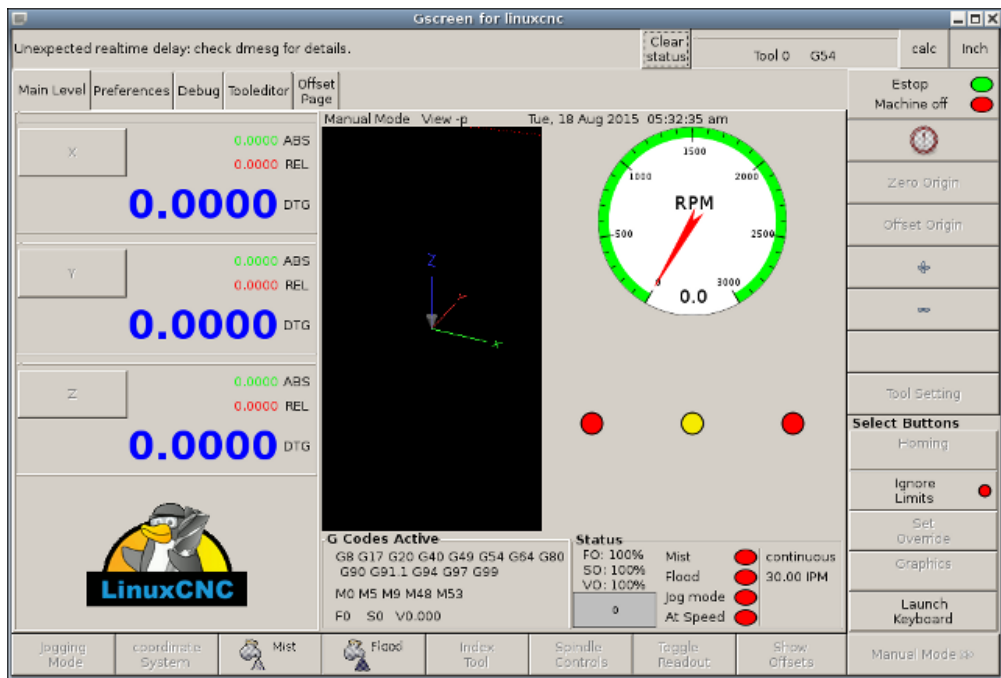 Gscreen for linuxcnc
Unexpected realtime delay: check dmesg for details.
Clear status
Tool 0 G54
calc
Inch
Main Level
Preferences
Debug
Tooleditor
Offset Page
Estop
Machine off
Manual Mode View -p Tue, 18 Aug 2015 05:32:35 am
X
0.0000 ABS
0.0000 REL
0.0000 DTG
Y
0.0000 ABS
0.0000 REL
0.0000 DTG
Z
0.0000 ABS
0.0000 REL
0.0000 DTG
LinuxCNC
Z
Y
X
RPM
0
500
1000
1500
2000
2500
3000
0.0
Zero Origin
Offset Origin
Tool Setting
Select Buttons
Homing
Ignore
Limits
Set
Override
Graphics
Launch
Keyboard
G Codes Active
G8 G17 G20 G40 G49 G54 G64 G80
G90 G91.1 G94 G97 G99
M0 M5 M9 M48 M53
F0 S0 V0.000
Status
FO: 100%
SO: 100%
VO: 100%
0
Mist
Flood
Jog mode
At Speed
continuous
30.00 IPM
Jogging
Mode
coordinate
System
Mist
Flood
Index
Tool
Spindle
Controls
Toggle
Readout
Show
Offsets
Manual Mode >>